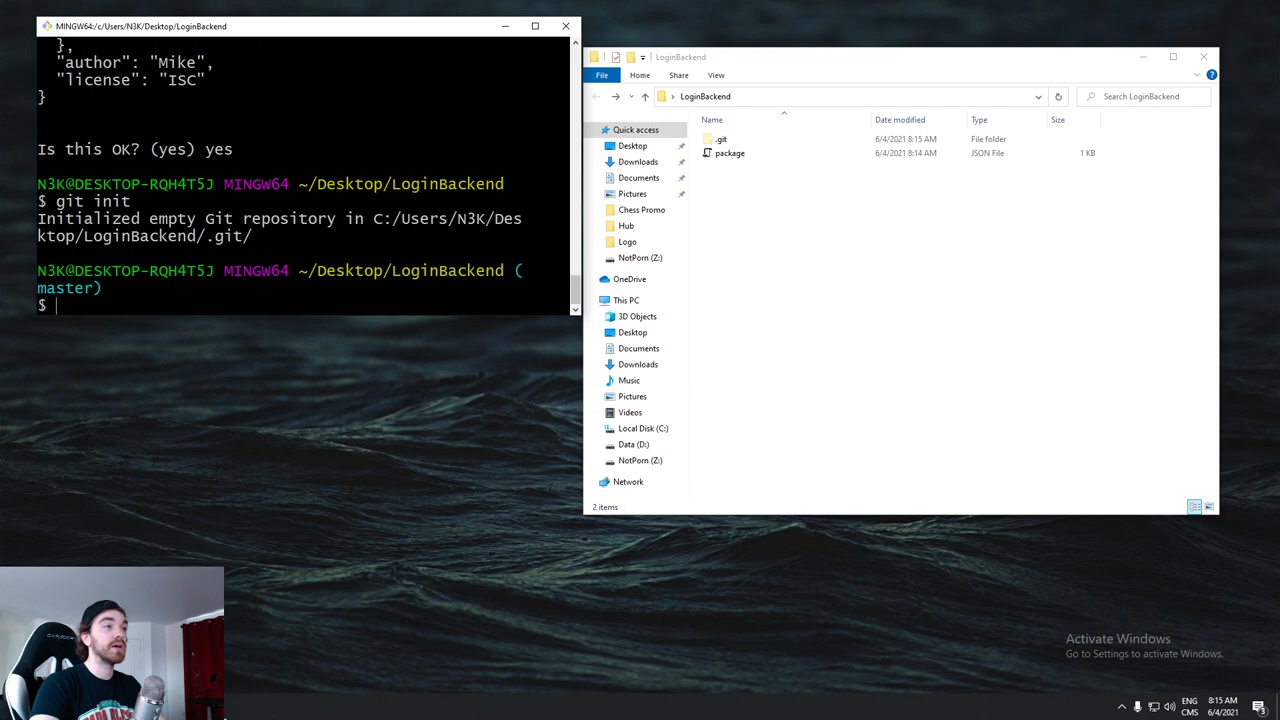 MINGW64:/c/Users/N3K/Desktop/LoginBackend
},
"author": "Mike",
"license": "ISC"
}
Is this OK? (yes) yes
N3K@DESKTOP-RQH4T5J MINGW64 ~/Desktop/LoginBackend
$ git init
Initialized empty Git repository in C:/Users/N3K/Des
ktop/LoginBackend/.git/
N3K@DESKTOP-RQH4T5J MINGW64 ~/Desktop/LoginBackend (
master)
$
LoginBackend
File Home Share View
LoginBackend
Search LoginBackend
Name Date modified Type Size
.git 6/4/2021 8:15 AM File folder
package 6/4/2021 8:14 AM JSON File 1 KB
Quick access
Desktop
Downloads
Documents
Pictures
Chess Promo
Hub
Logo
NotPorn (Z:)
OneDrive
This PC
3D Objects
Desktop
Documents
Downloads
Music
Pictures
Videos
Local Disk (C:)
Data (D:)
NotPorn (Z:)
Network
2 items
Activate Windows
Go to Settings to activate Windows.
ENG 8:15 AM
CMS 6/4/2021